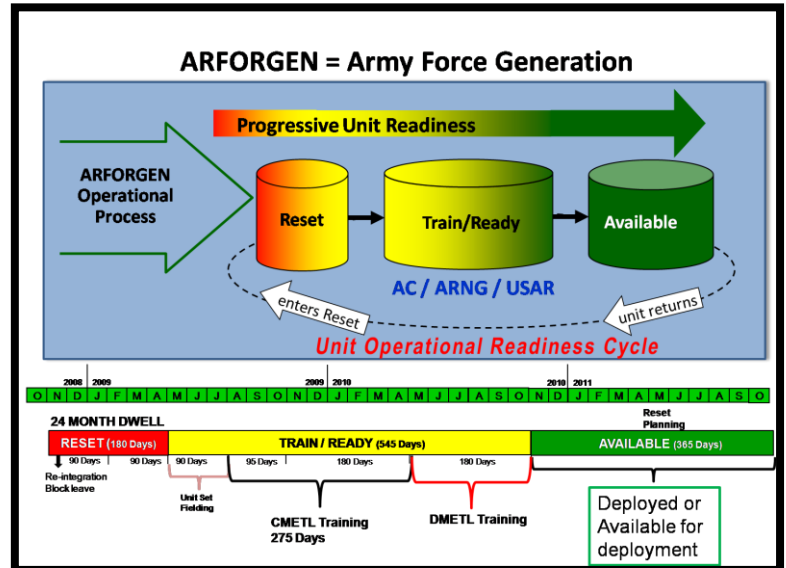 ARFORGEN = Army Force Generation
Progressive Unit Readiness
ARFORGEN
Operational
Process
Reset
Train/Ready
Available
AC / ARNG / USAR
enters Reset
unit returns
Unit Operational Readiness Cycle
2008 2009
2009 2010
2010 2011
O N D J F M A M J J A S O N D J F M A M J J A S O N D J F M A M J J A S O
Reset
Planning
24 MONTH DWELL
RESET (180 Days)
TRAIN / READY (545 Days)
AVAILABLE (365 Days)
90 Days
90 Days
90 Days
95 Days
180 Days
180 Days
Re-integration
Block leave
Unit Set
Fielding
CMETL Training
275 Days
DMETL Training
Deployed or
Available for
deployment